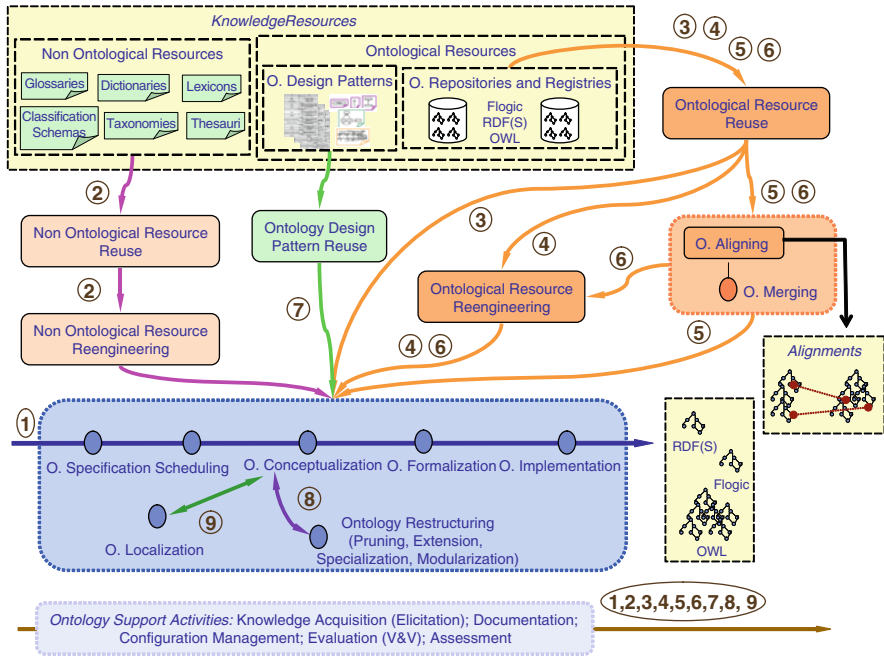 KnowledgeResources
Non Ontological Resources
Glossaries
Dictionaries
Lexicons
Classification
Schemas
Taxonomies
Thesauri
Ontological Resources
O. Design Patterns
O. Repositories and Registries
Flogic
RDF(S)
OWL
3 4
5 6
Ontological Resource
Reuse
2
3
5 6
Non Ontological Resource
Reuse
Ontology Design
Pattern Reuse
4
O. Aligning
O. Merging
6
2
7
Ontological Resource
Reengineering
Non Ontological Resource
Reengineering
4 6
5
Alignments
1
O. Specification
Scheduling
O. Conceptualization
O. Formalization
O. Implementation
9
8
O. Localization
Ontology Restructuring
(Pruning, Extension,
Specialization, Modularization)
RDF(S)
Flogic
OWL
1,2,3,4,5,6,7,8, 9
Ontology Support Activities: Knowledge Acquisition (Elicitation); Documentation;
Configuration Management; Evaluation (V&V); Assessment